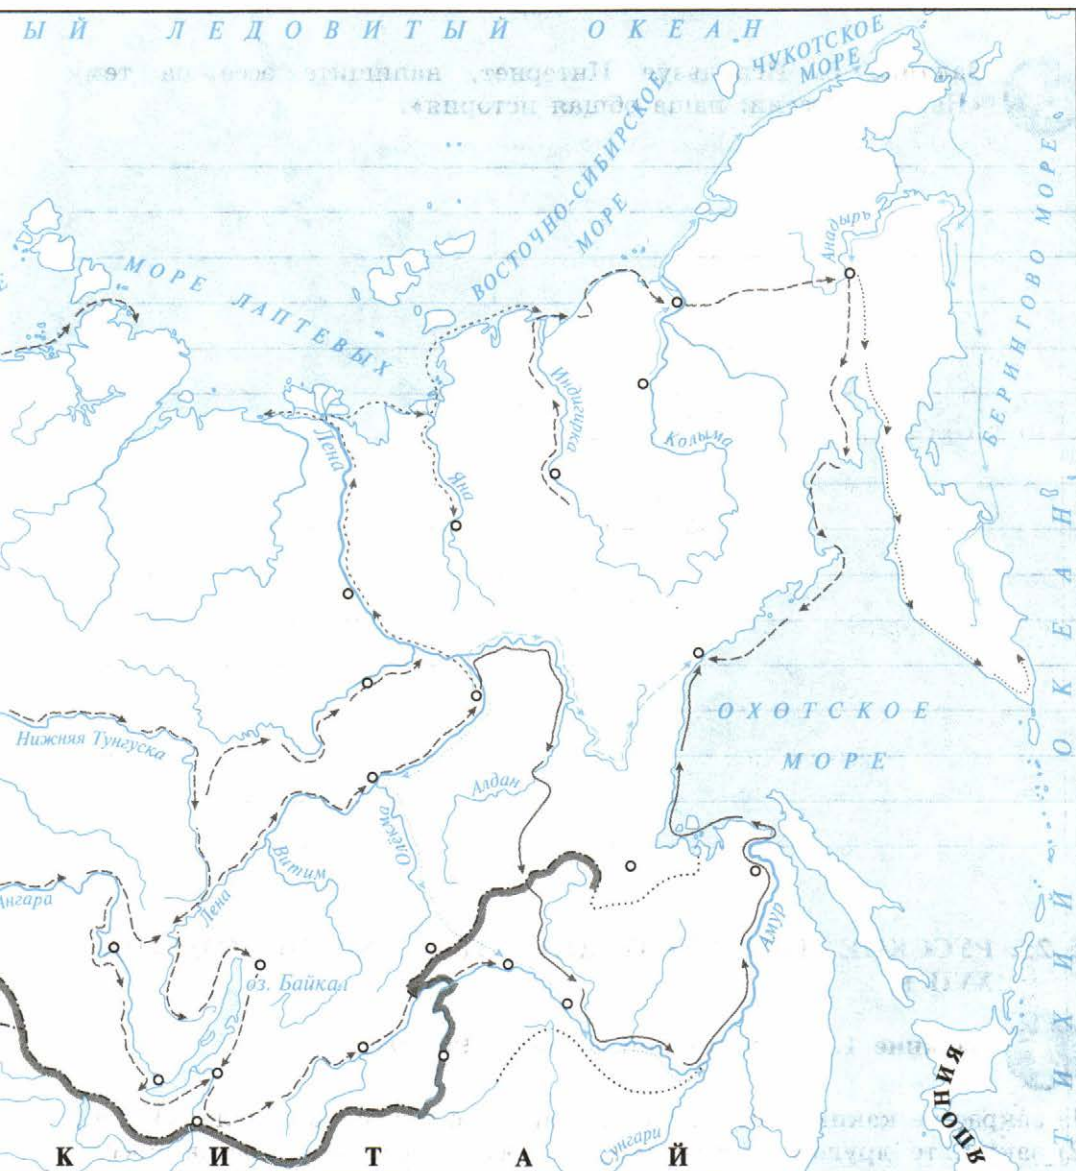 ЫЙ ЛЕДОВИТЫЙ ОКЕАН
ЧУКОТСКОЕ
МОРЕ
ВОСТОЧНО-СИБИРСКОЕ
МОРЕ
МОРЕ ЛАПТЕВЫХ
БЕРИНГОВО МОРЕ
Анадырь
Индигирка
Колыма
Лена
Яна
Нижняя Тунгуска
Алдан
Олёкма
Витим
Лена
Ангара
оз. Байкал
ОХОТСКОЕ
МОРЕ
Амур
Сунгари
ТИХИЙ ОКЕАН
ЯПОНИЯ
КИТАЙ